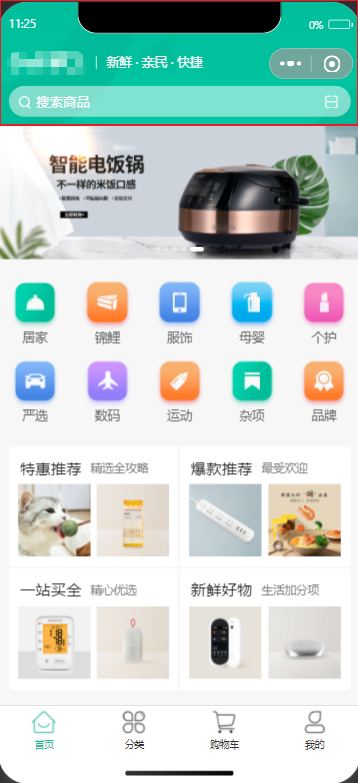 11:25
0%
新鲜·亲民·快捷
搜索商品
智能电饭锅
不一样的米饭口感
居家
锦鲤
服饰
母婴
个护
严选
数码
运动
杂项
品牌
特惠推荐 精选全攻略
爆款推荐 最受欢迎
一站买全 精心优选
新鲜好物 生活加分项
首页
分类
购物车
我的